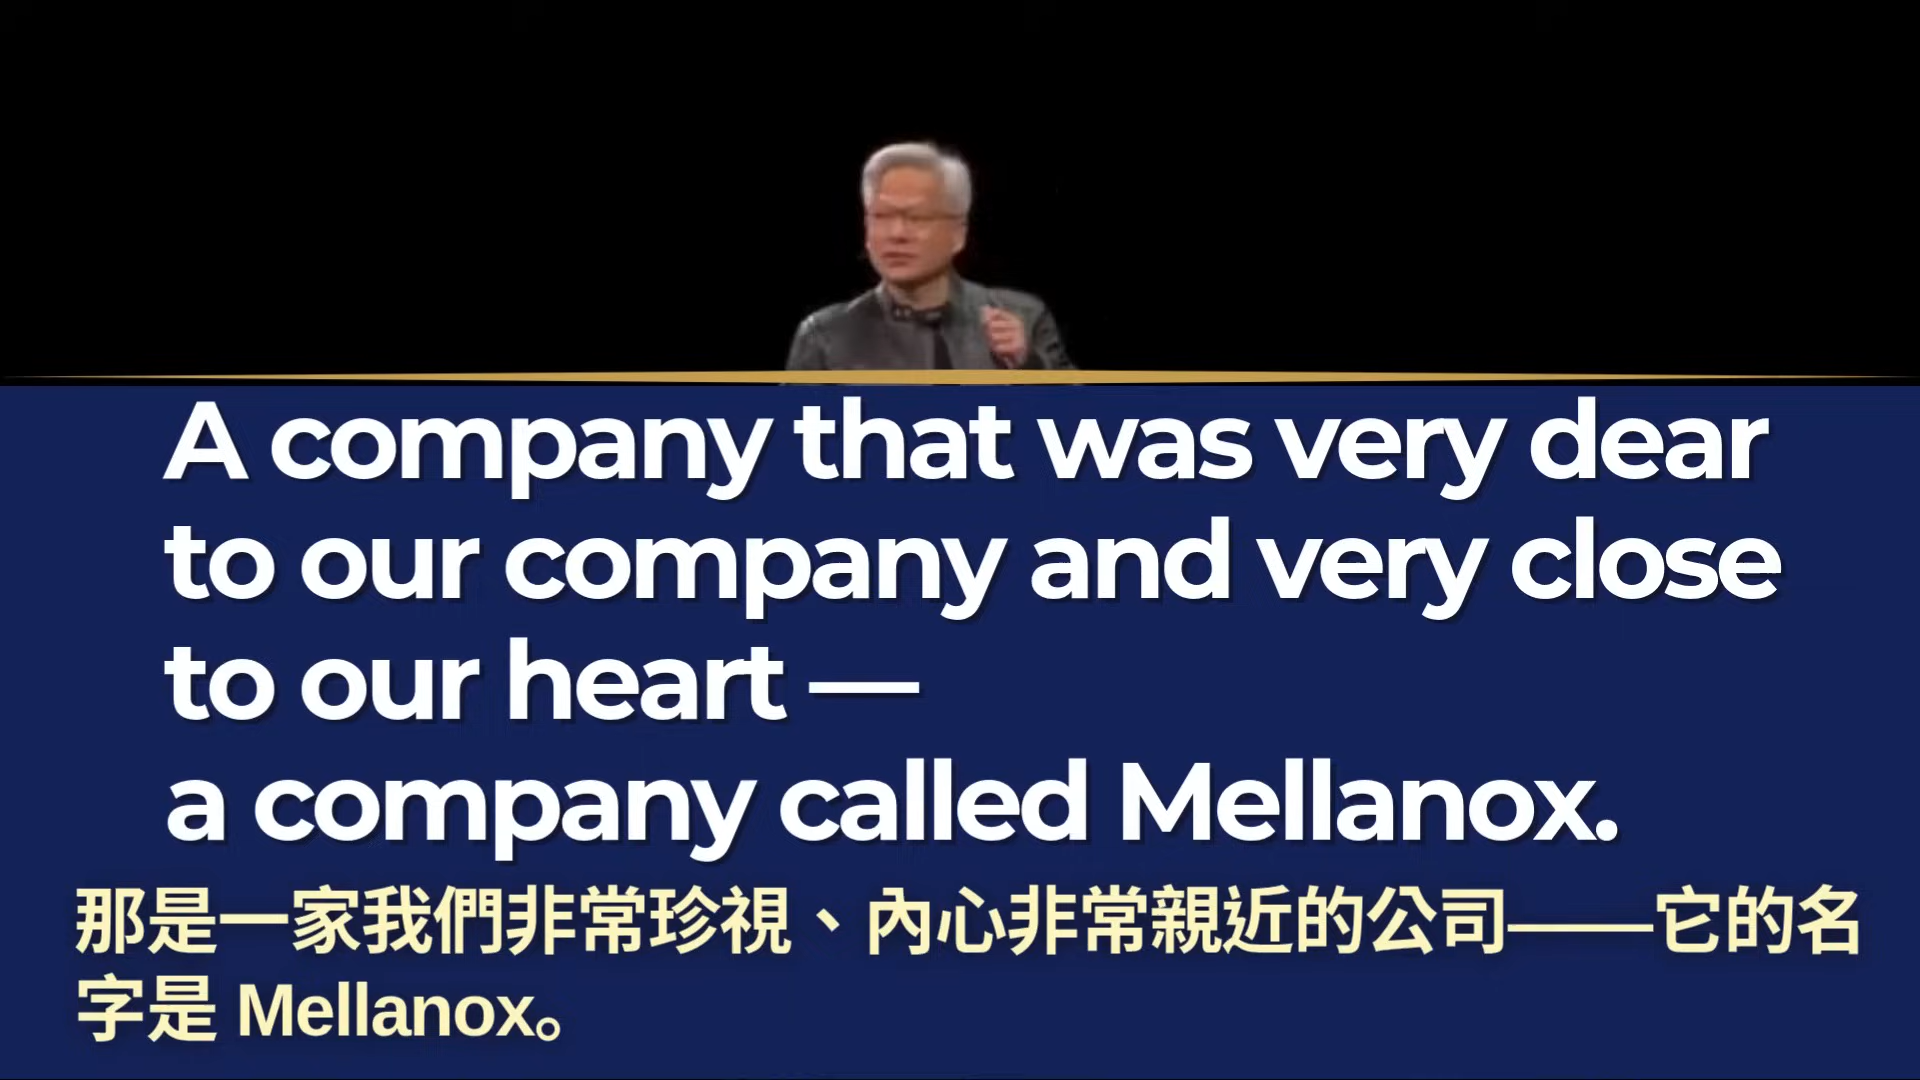 A company that was very dear
to our company and very close
to our heart —
a company called Mellanox.
那是一家我們非常珍視、內心非常親近的公司——它的名
字是 Mellanox。